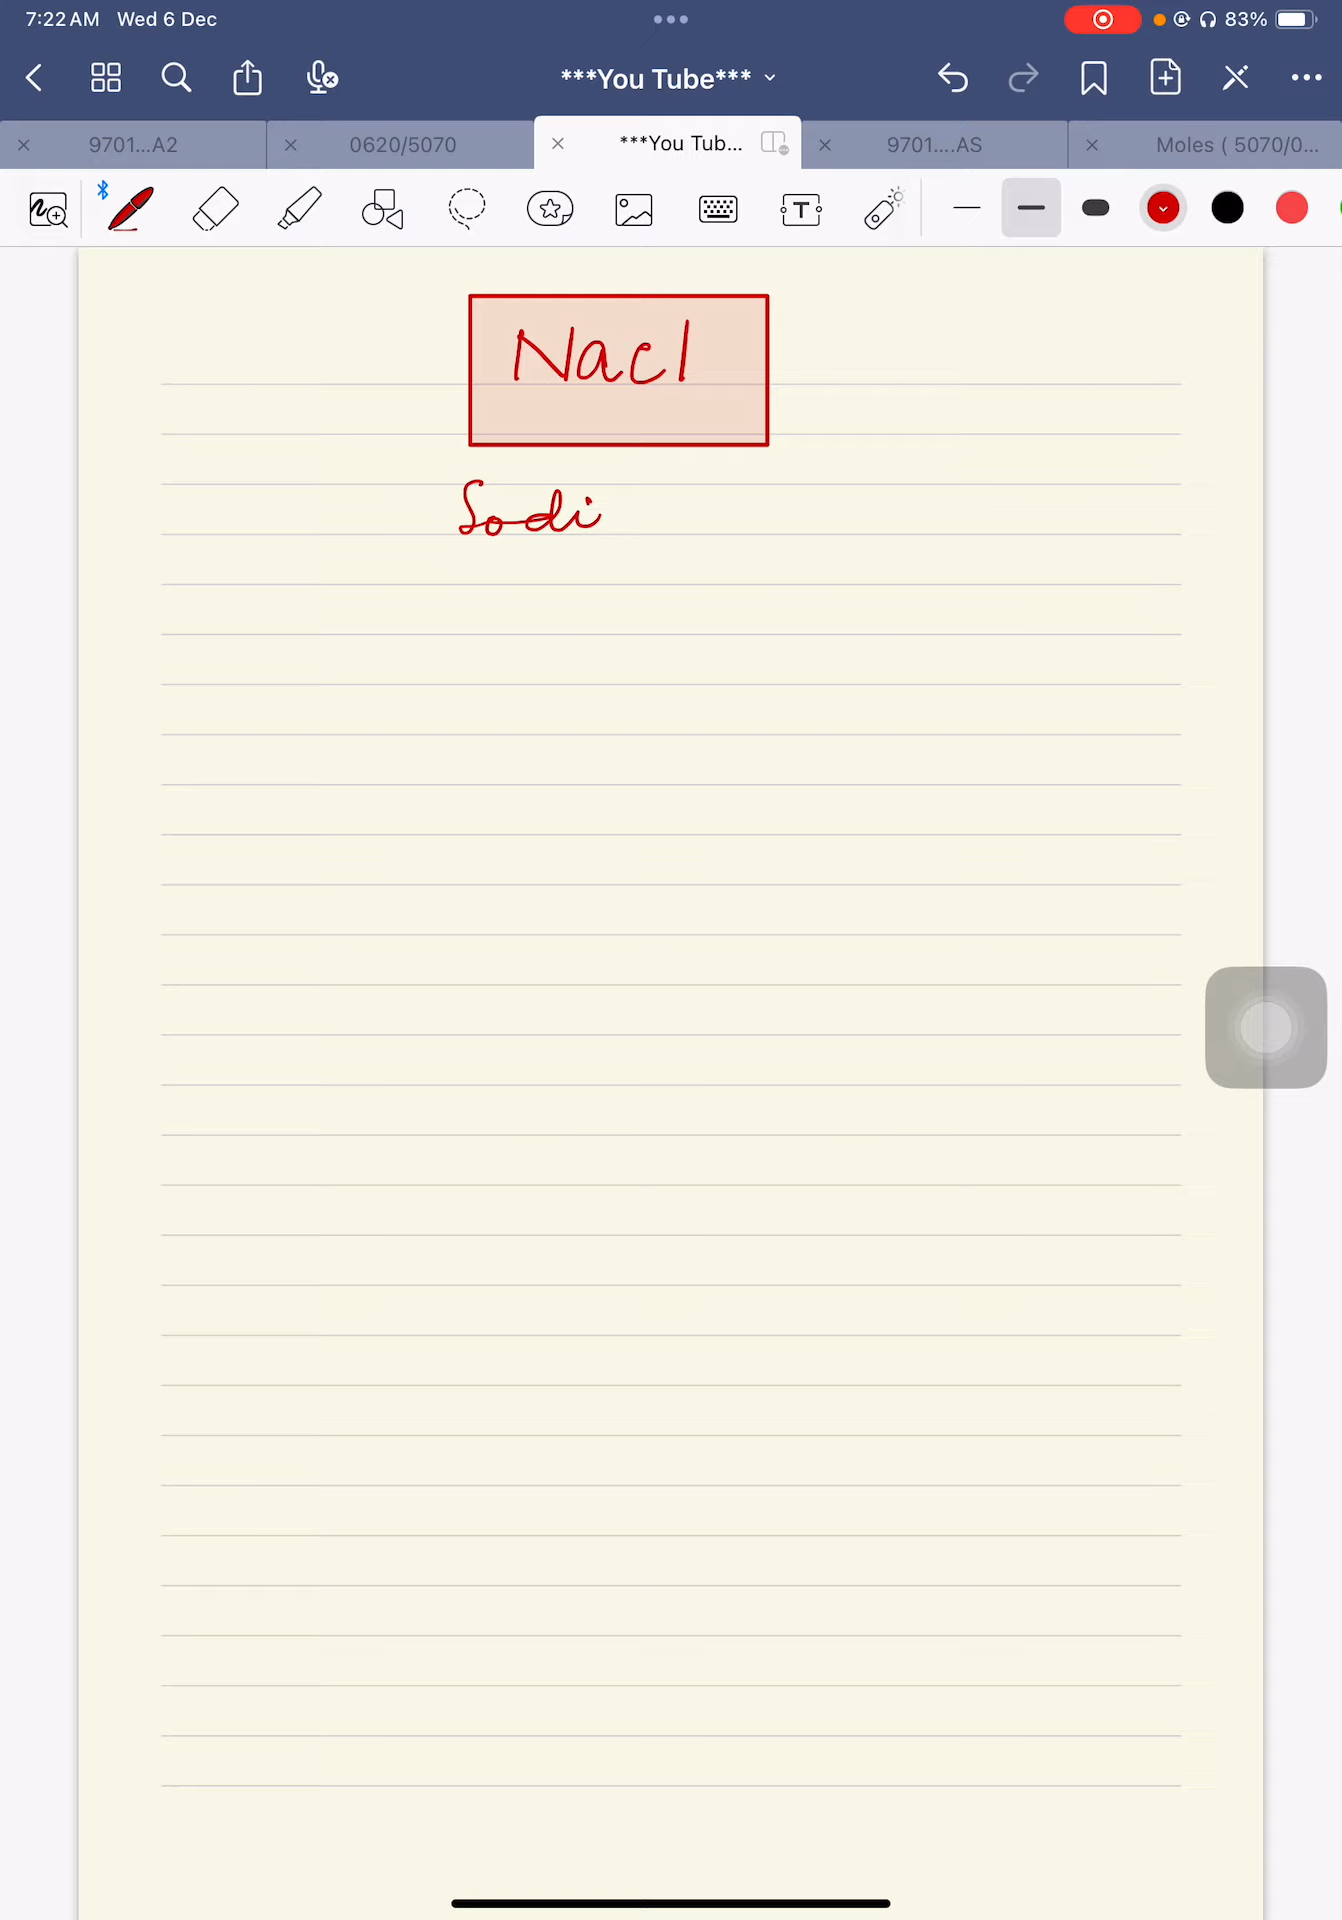 7:22 AM Wed 6 Dec
83%
***You Tube***
9701...A2
0620/5070
***You Tub...
9701....AS
Moles ( 5070/0...
T
Nacl
Sodi